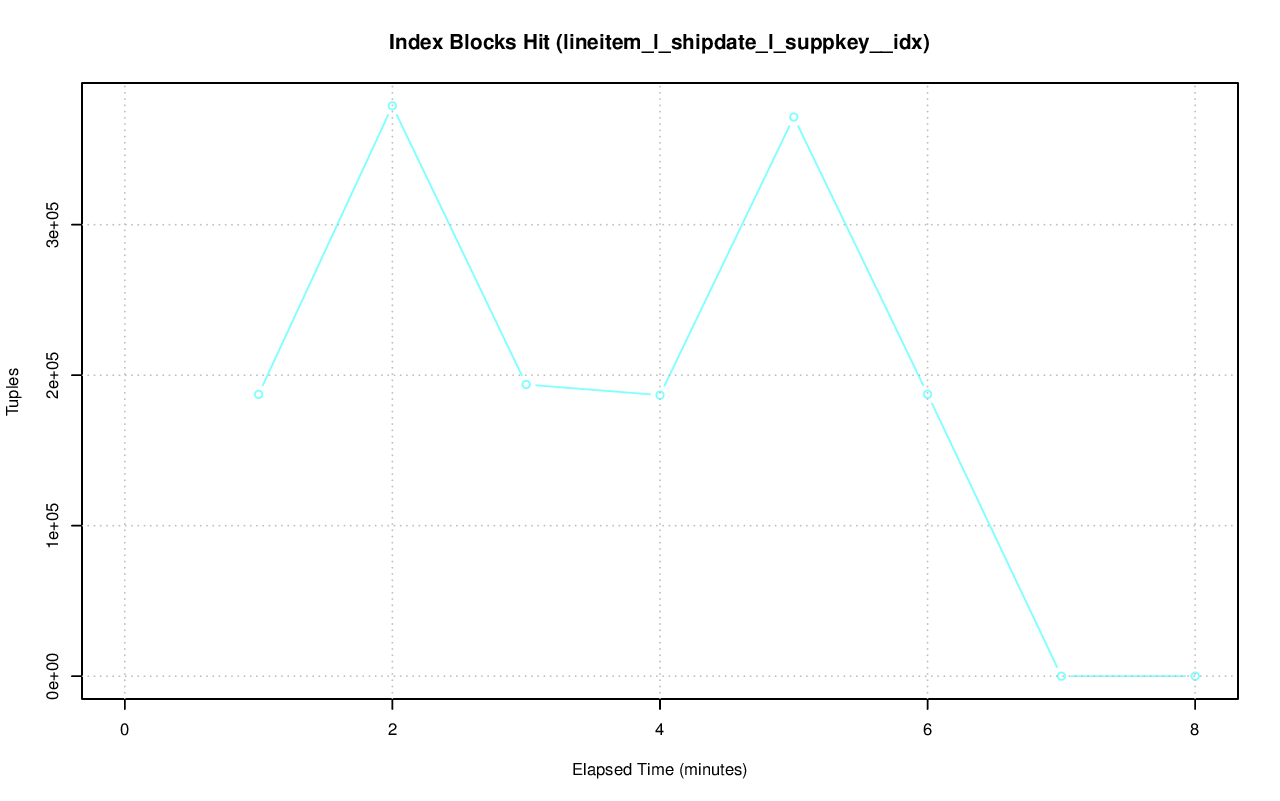 Index Blocks Hit (lineitem_l_shipdate_l_suppkey__idx)
Tuples
3e+05
2e+05
1e+05
0e+00
0 2 4 6 8
Elapsed Time (minutes)